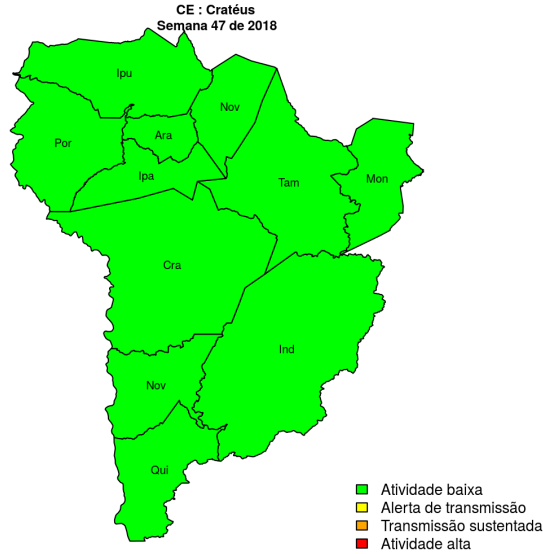 CE : Cratéus
Semana 47 de 2018
Ipu
Nov
Por
Ara
Ipa
Tam
Mon
Cra
Ind
Nov
Qui
Atividade baixa
Alerta de transmissão
Transmissão sustentada
Atividade alta